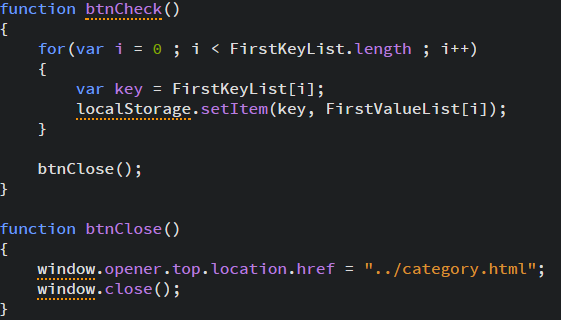 function btnCheck()
{
    for(var i = 0 ; i < FirstKeyList.length ; i++)
    {
        var key = FirstKeyList[i];
        localStorage.setItem(key, FirstValueList[i]);
    }

    btnClose();
}

function btnClose()
{
    window.opener.top.location.href = "../category.html";
    window.close();
}